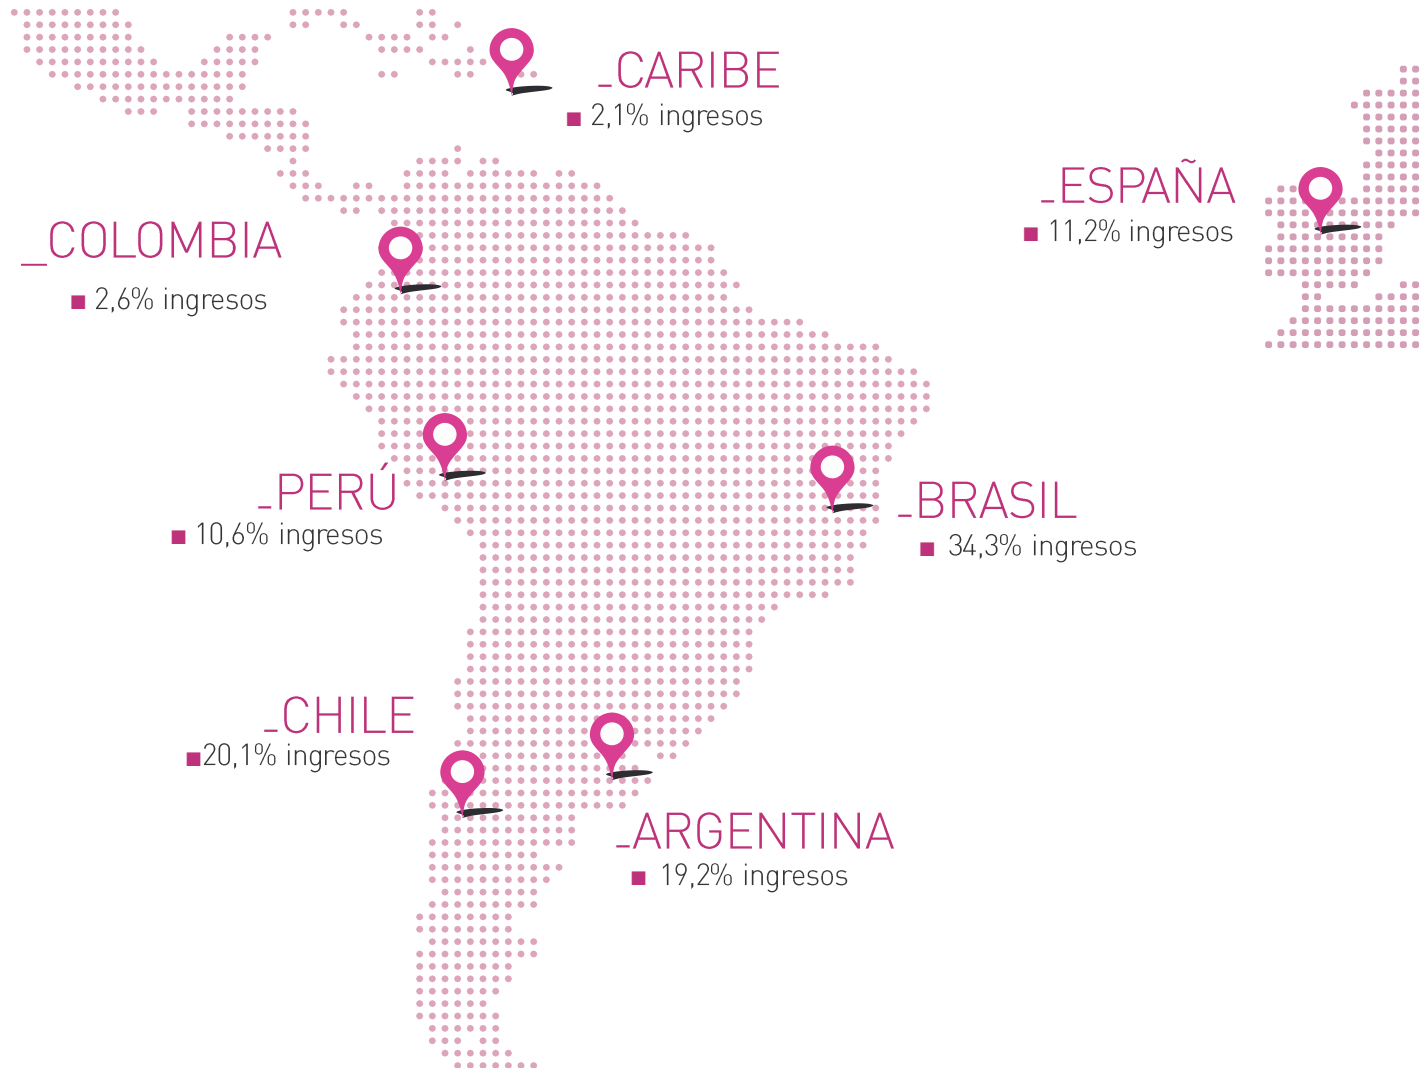 _CARIBE
2,1% ingresos
_ESPAÑA
11,2% ingresos
_COLOMBIA
2,6% ingresos
_PERÚ
10,6% ingresos
_BRASIL
34,3% ingresos
_CHILE
20,1% ingresos
_ARGENTINA
19,2% ingresos